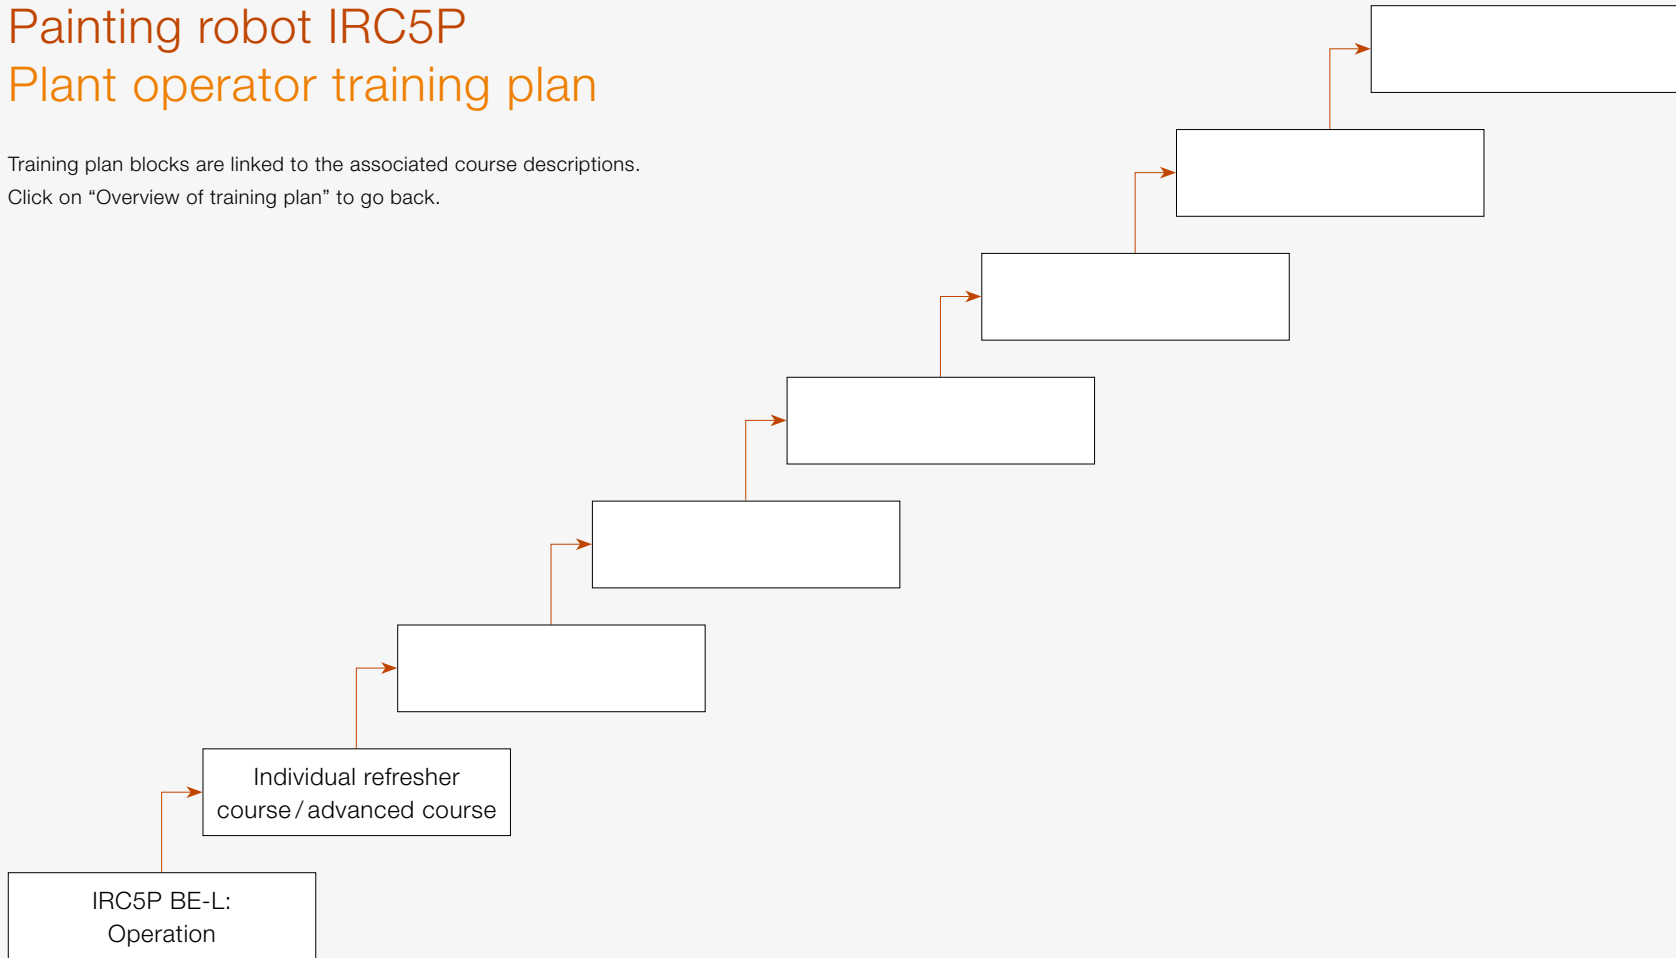 Painting robot IRC5P
Plant operator training plan
Training plan blocks are linked to the associated course descriptions.
Click on “Overview of training plan” to go back.
Individual refresher
course / advanced course
IRC5P BE-L:
Operation